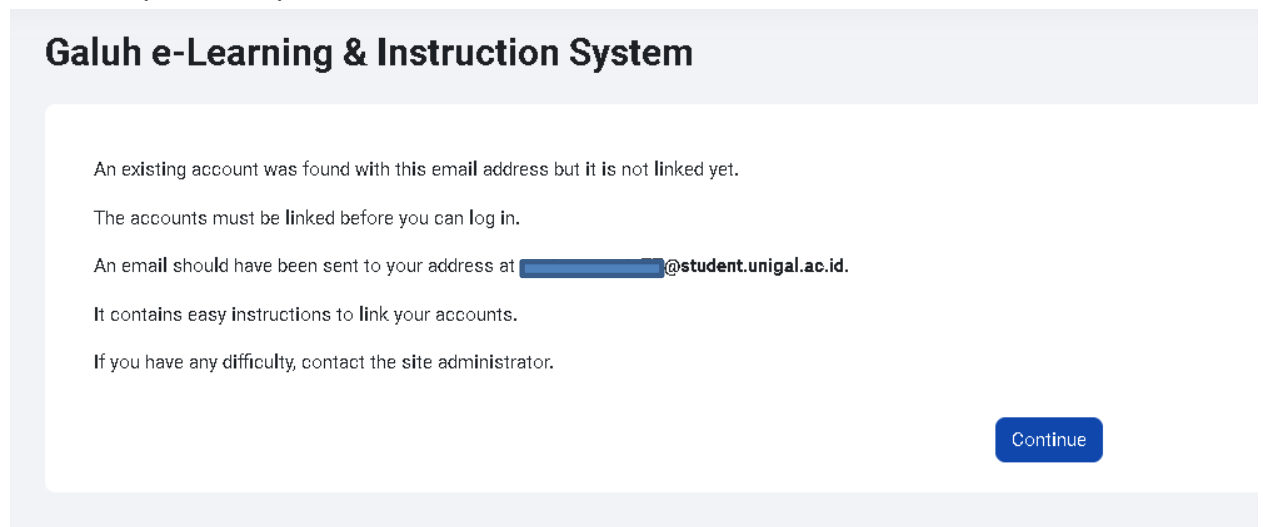 Galuh e-Learning & Instruction System
An existing account was found with this email address but it is not linked yet.
The accounts must be linked before you can log in.
An email should have been sent to your address at @student.unigal.ac.id.
It contains easy instructions to link your accounts.
If you have any difficulty, contact the site administrator.
Continue